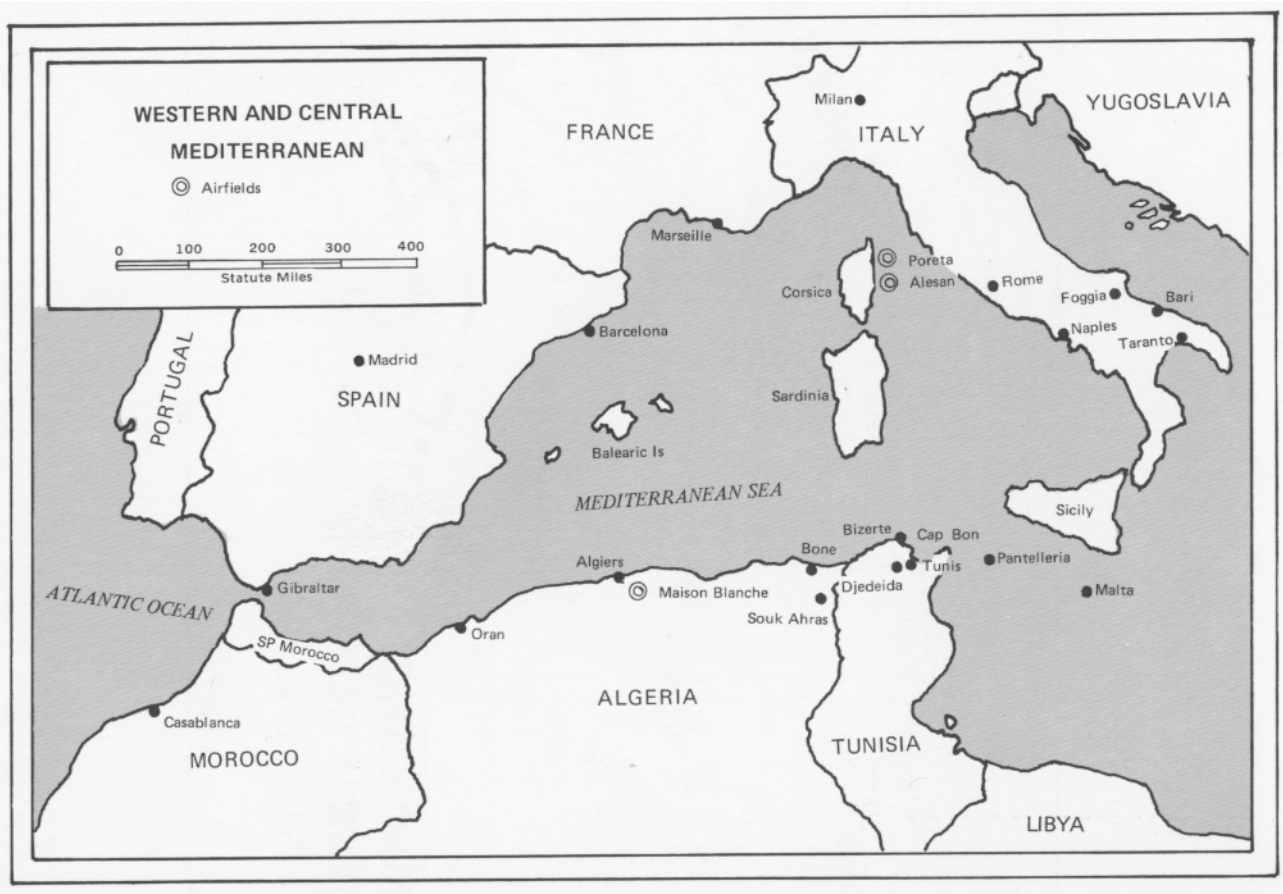 WESTERN AND CENTRAL
MEDITERRANEAN
Airfields
0 100 200 300 400
Statute Miles
FRANCE
Milan
ITALY
YUGOSLAVIA
Marseille
Corsica
Poreta
Alesan
Rome
Foggia
Bari
Naples
Taranto
Barcelona
Madrid
PORTUGAL
SPAIN
Sardinia
Balearic Is
MEDITERRANEAN SEA
Sicily
Bizerte
Cap Bon
Bone
Algiers
Tunis
Pantelleria
Djedeida
Maison Blanche
Malta
Gibraltar
ATLANTIC OCEAN
Souk Ahras
Oran
SP Morocco
ALGERIA
Casablanca
TUNISIA
MOROCCO
LIBYA